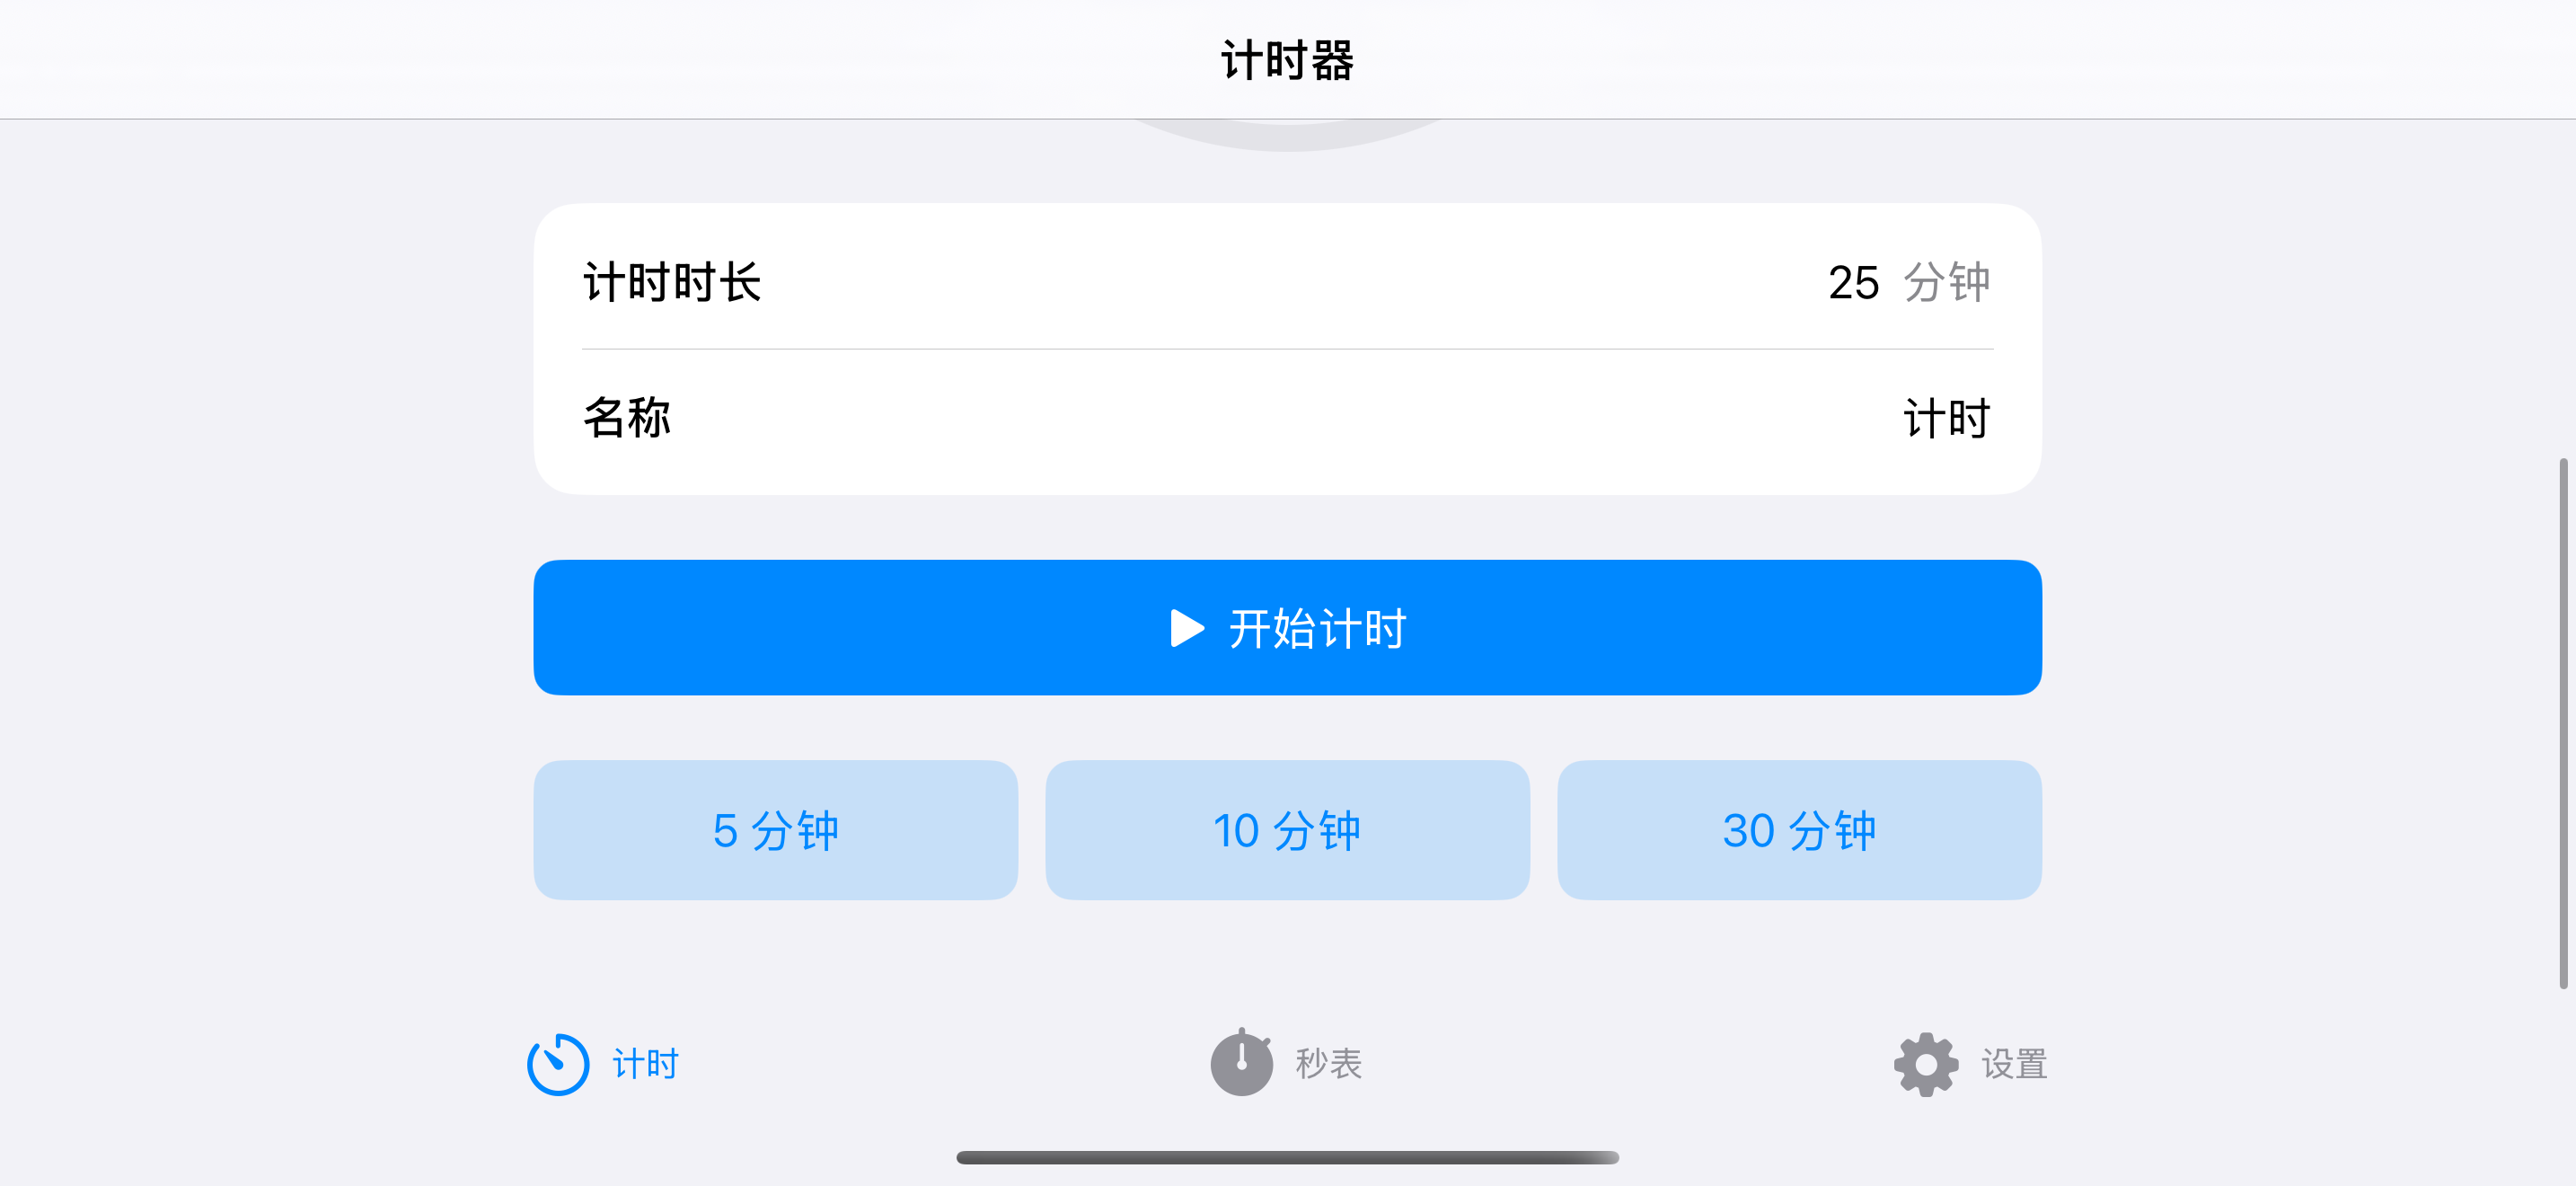 计时器
计时时长 25 分钟
名称 计时
开始计时
5 分钟 10 分钟 30 分钟
计时 秒表 设置